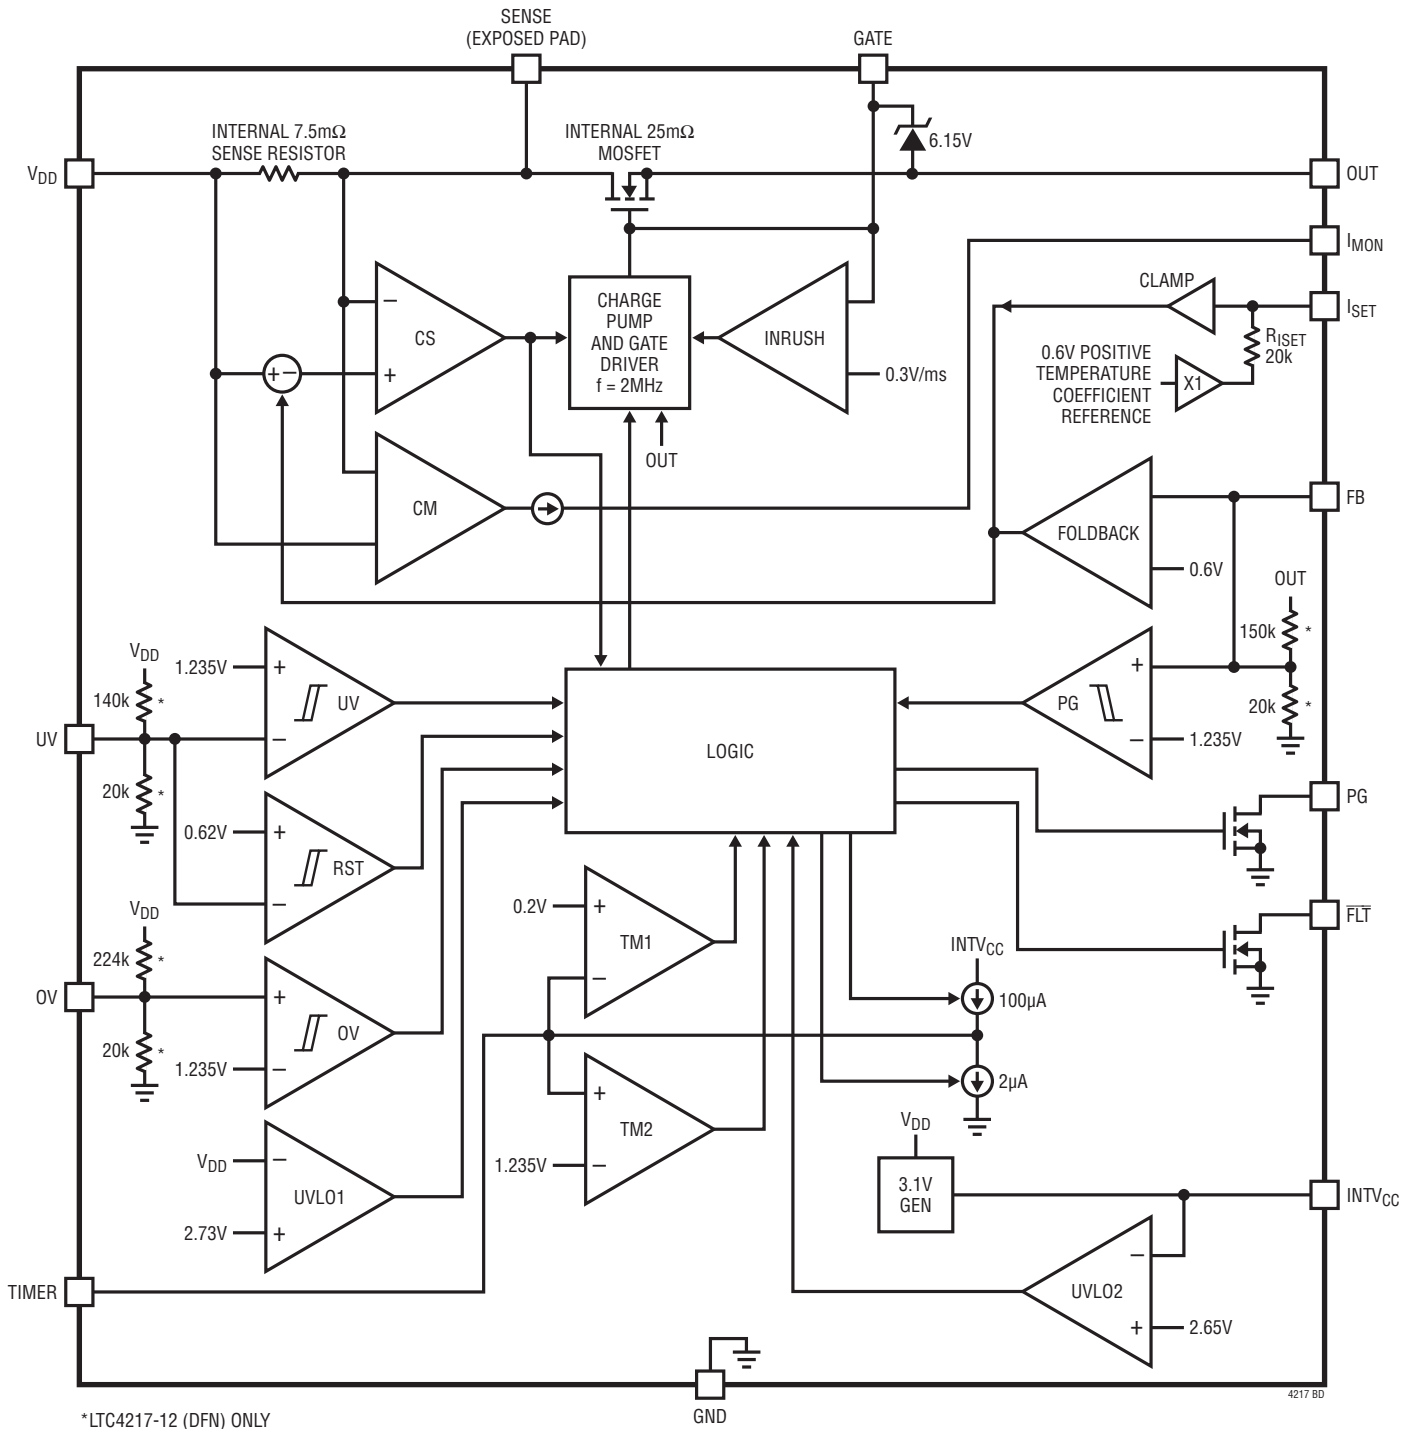 SENSE
(EXPOSED PAD)
GATE
INTERNAL 7.5mΩ
SENSE RESISTOR
INTERNAL 25mΩ
MOSFET
6.15V
VDD
OUT
IMON
CLAMP
ISET
RISET
20k
−
CS
+
+−
CHARGE
PUMP
AND GATE
DRIVER
f = 2MHz
INRUSH
0.3V/ms
0.6V POSITIVE
TEMPERATURE
COEFFICIENT
REFERENCE
X1
OUT
CM
FOLDBACK
FB
0.6V
OUT
150k *
20k *
VDD
140k *
UV
20k *
1.235V
+
UV
−
LOGIC
+
PG
−
1.235V
0.62V
+
RST
−
PG
FLT
VDD
224k *
OV
20k *
+
OV
−
1.235V
0.2V
+
TM1
−
INTVCC
100µA
2µA
+
TM2
−
1.235V
VDD
−
UVLO1
+
2.73V
VDD
3.1V
GEN
INTVCC
−
UVLO2
+
2.65V
TIMER
GND
4217 BD
*LTC4217-12 (DFN) ONLY